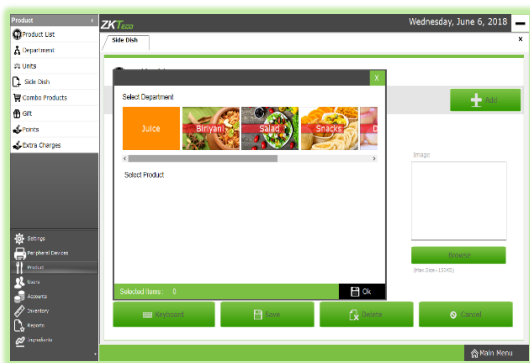 Product
ZKTeco
Wednesday, June 6, 2018
Product List
Side Dish
x
Department
Units
Side Dish
X
Combo Products
Select Department
Add
Gift
Points
Juice
Biriyani
Salad
Snacks
D
Extra Charges
Image
Select Product
Settings
Peripheral Devices
Browse
Product
Users
Selected Items: 0
Ok
Accounts
Inventory
Keyboard
Save
Delete
Cancel
Reports
Ingredients
Main Menu